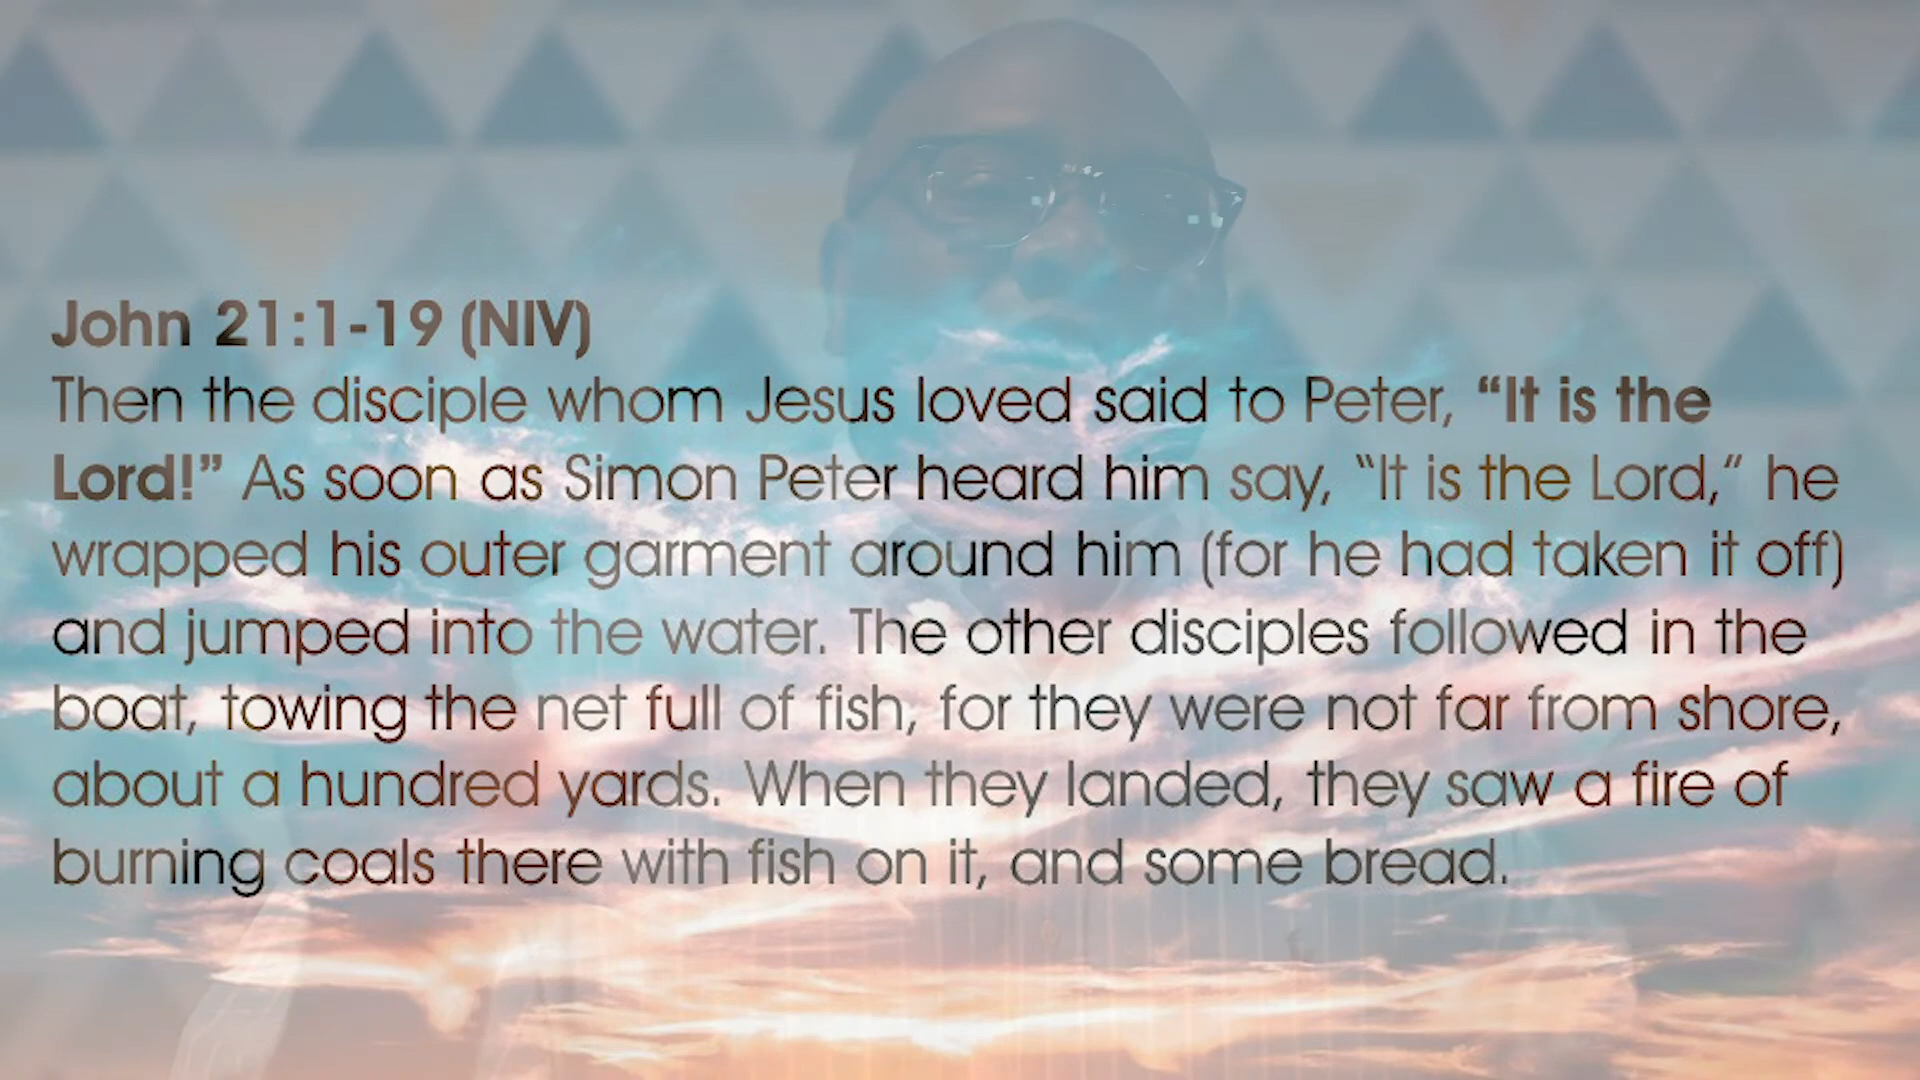 John 21:1-19 (NIV)
Then the disciple whom Jesus loved said to Peter, “It is the
Lord!” As soon as Simon Peter heard him say, “It is the Lord,” he
wrapped his outer garment around him (for he had taken it off)
and jumped into the water. The other disciples followed in the
boat, towing the net full of fish, for they were not far from shore,
about a hundred yards. When they landed, they saw a fire of
burning coals there with fish on it, and some bread.